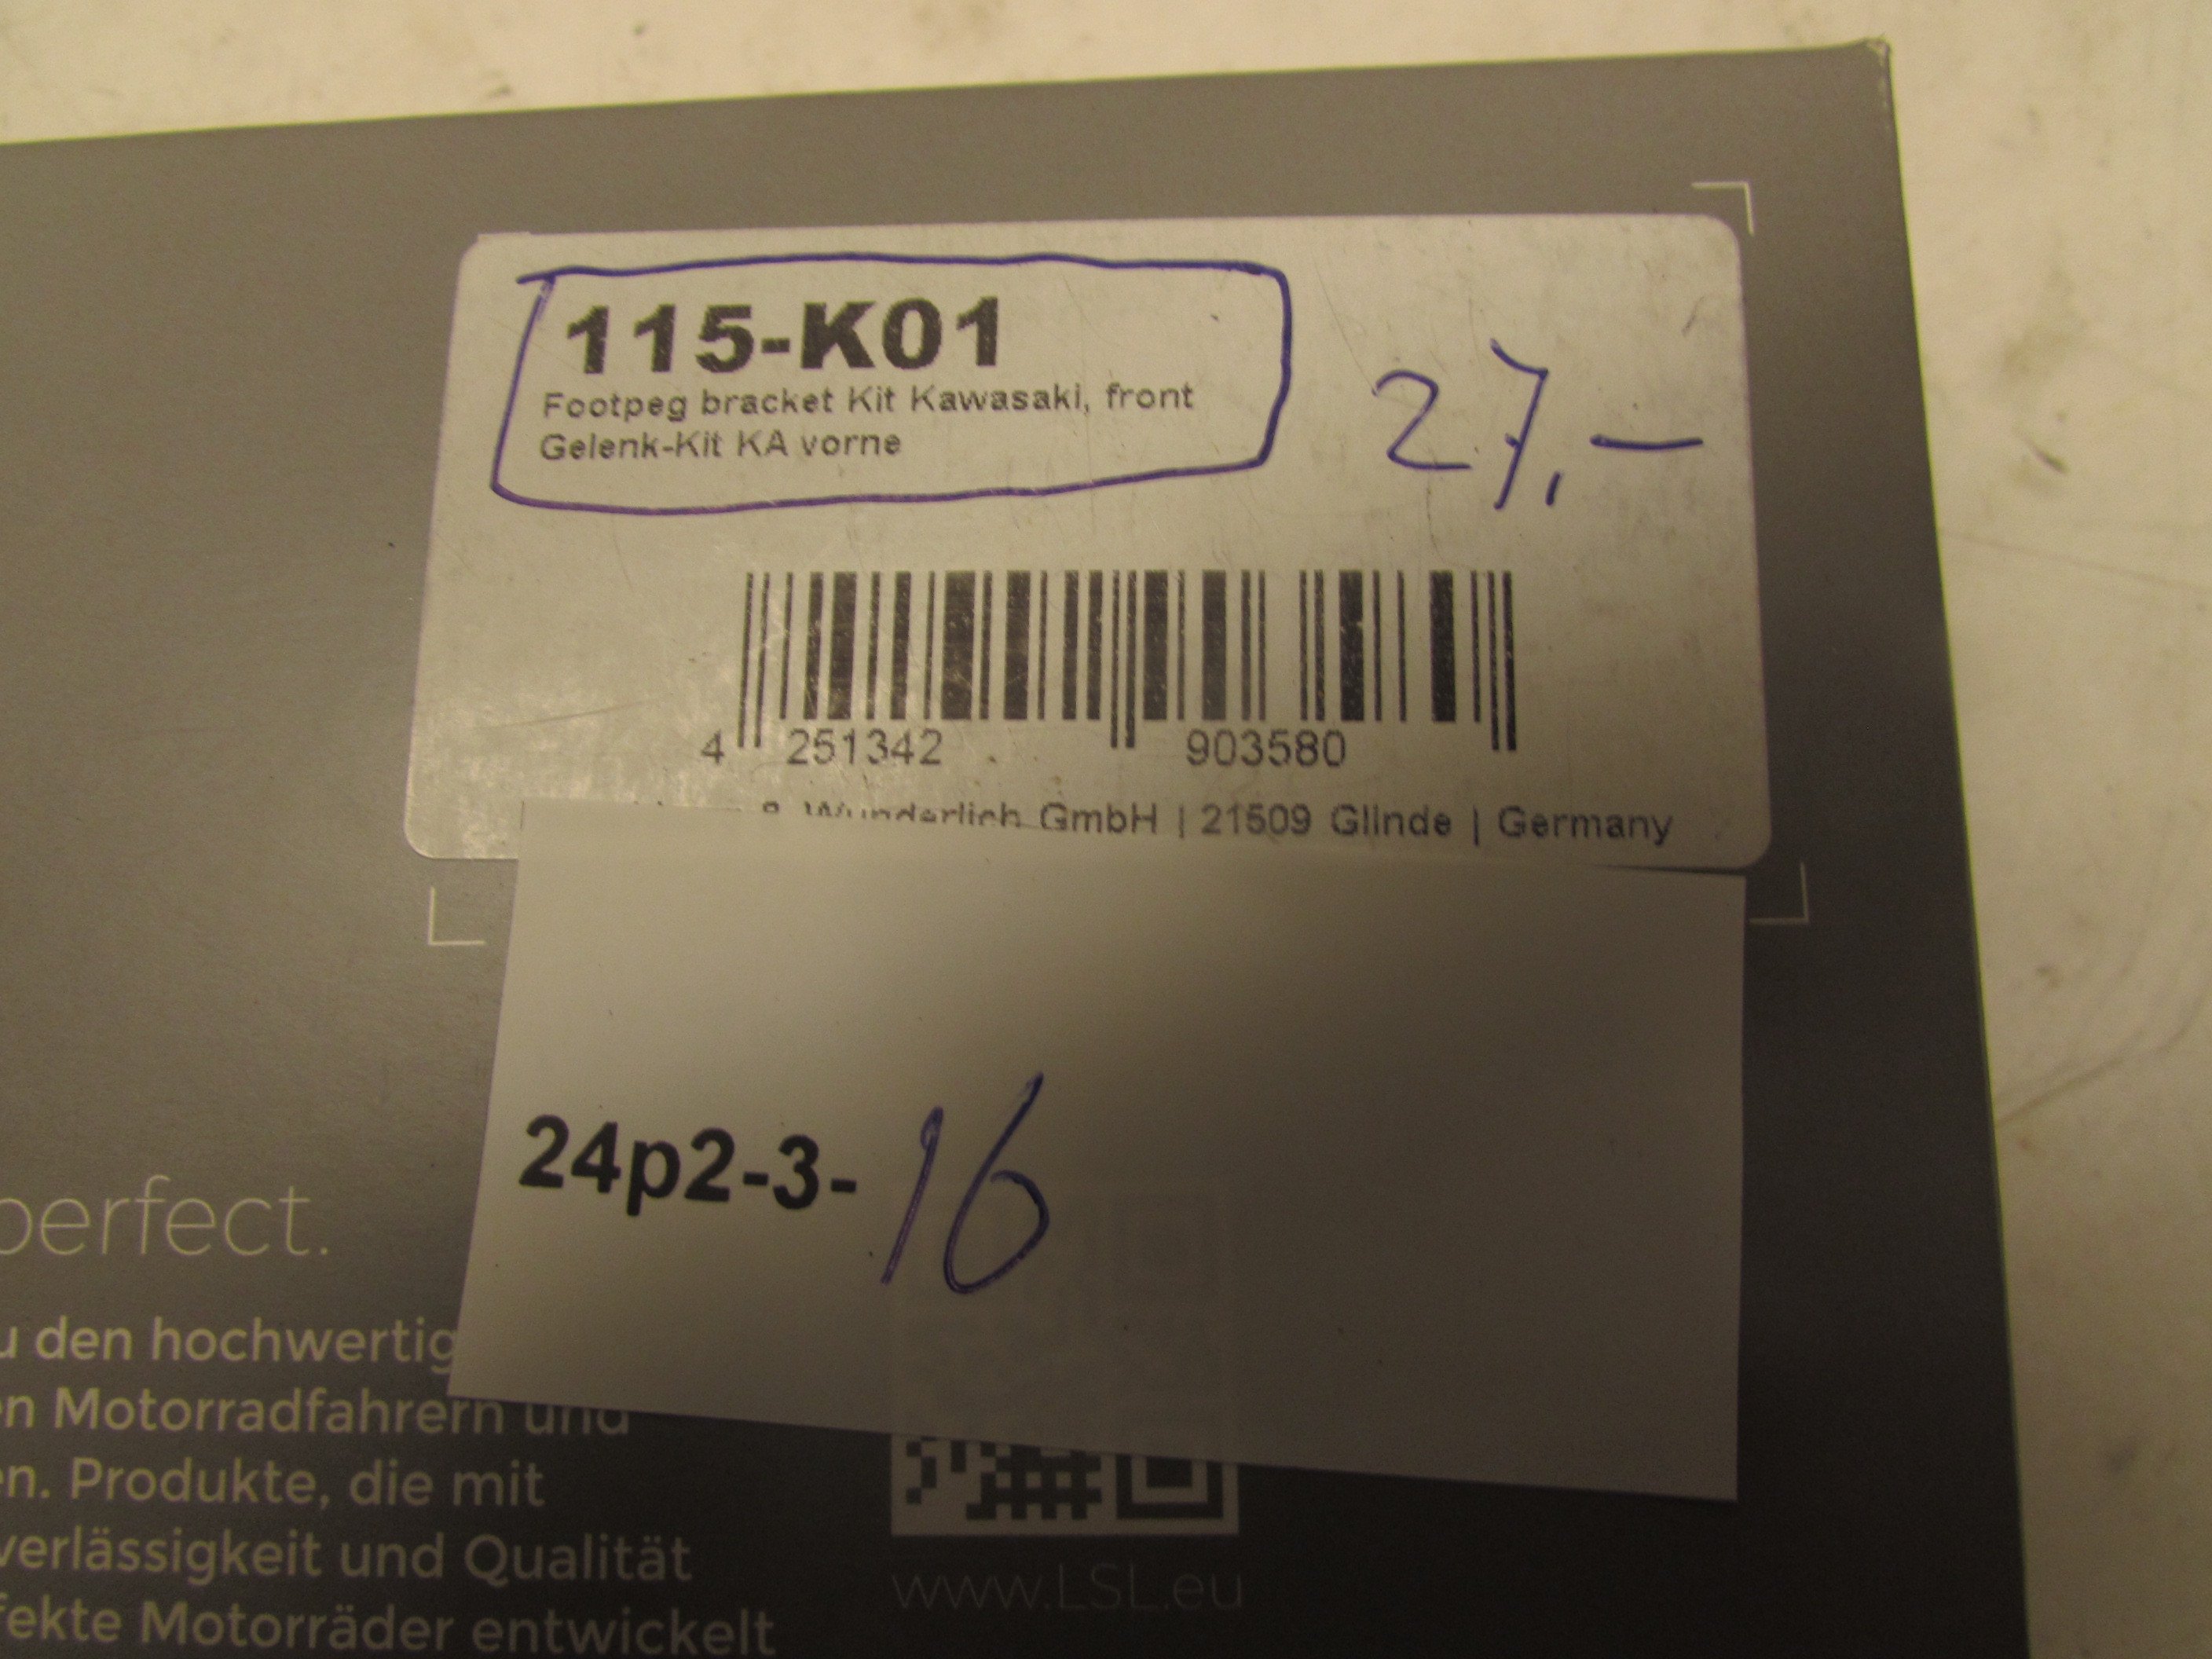 115-K01
Footpeg bracket Kit Kawasaki, front
Gelenk-Kit KA vorne
27,-
4 251342 903580
& Wunderlich GmbH | 21509 Glinde | Germany
24p2-3-16
perfect.
u den hochwertig
en Motorradfahrern und
en. Produkte, die mit
verlässigkeit und Qualität
fekte Motorräder entwickelt
www.LSL.eu